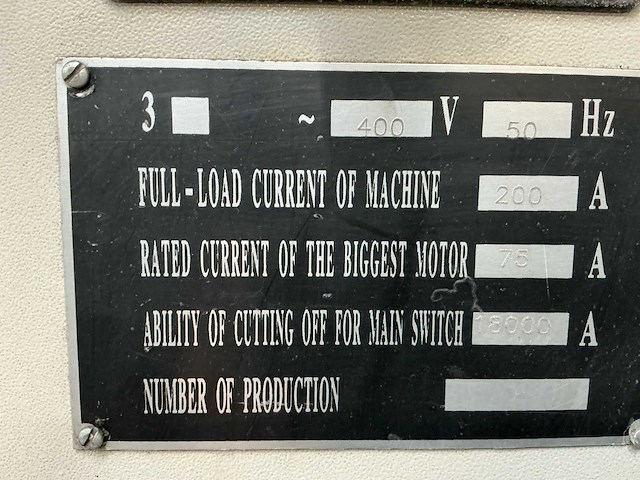 3 ~ 400 V 50 Hz
FULL-LOAD CURRENT OF MACHINE 200 A
RATED CURRENT OF THE BIGGEST MOTOR 75 A
ABILITY OF CUTTING OFF FOR MAIN SWITCH 18000 A
NUMBER OF PRODUCTION